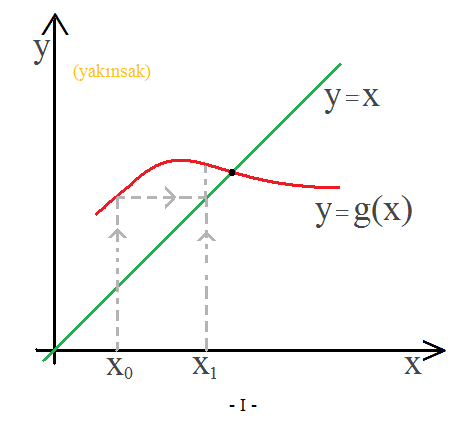 y
(yakınsak)
y=x
y=g(x)
x₀
x₁
x
- I -